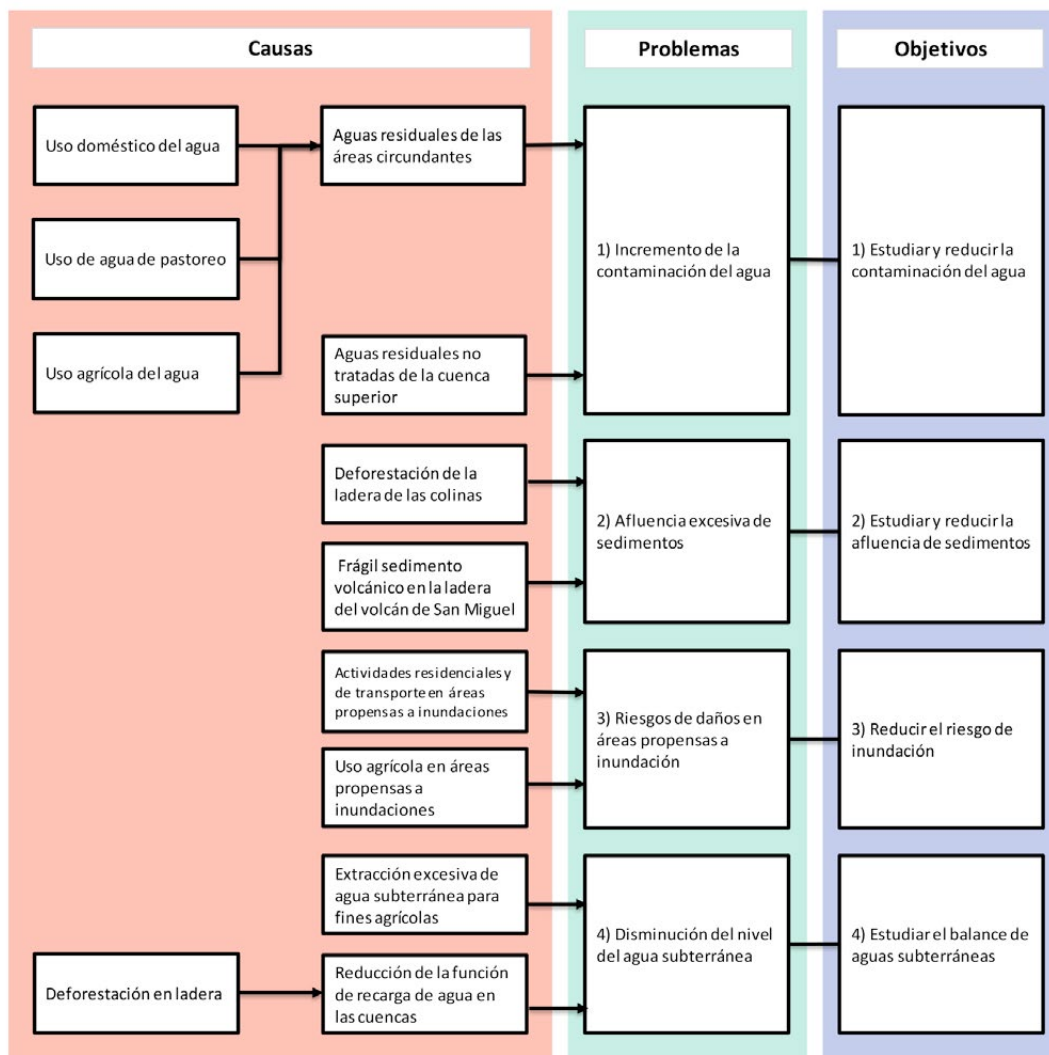 Causas
Problemas
Objetivos
Uso doméstico del agua
Aguas residuales de las
áreas circundantes
Uso de agua de pastoreo
1) Incremento de la
contaminación del agua
1) Estudiar y reducir la
contaminación del agua
Uso agrícola del agua
Aguas residuales no
tratadas de la cuenca
superior
Deforestación de la
ladera de las colinas
2) Afluencia excesiva de
sedimentos
2) Estudiar y reducir la
afluencia de sedimentos
Frágil sedimento
volcánico en la ladera
del volcán de San Miguel
Actividades residenciales y
de transporte en áreas
propensas a inundaciones
3) Riesgos de daños en
áreas propensas a
inundación
3) Reducir el riesgo de
inundación
Uso agrícola en áreas
propensas a
inundaciones
Extracción excesiva de
agua subterránea para
fines agrícolas
4) Disminución del nivel
del agua subterránea
4) Estudiar el balance de
aguas subterráneas
Deforestación en ladera
Reducción de la función
de recarga de agua en
las cuencas